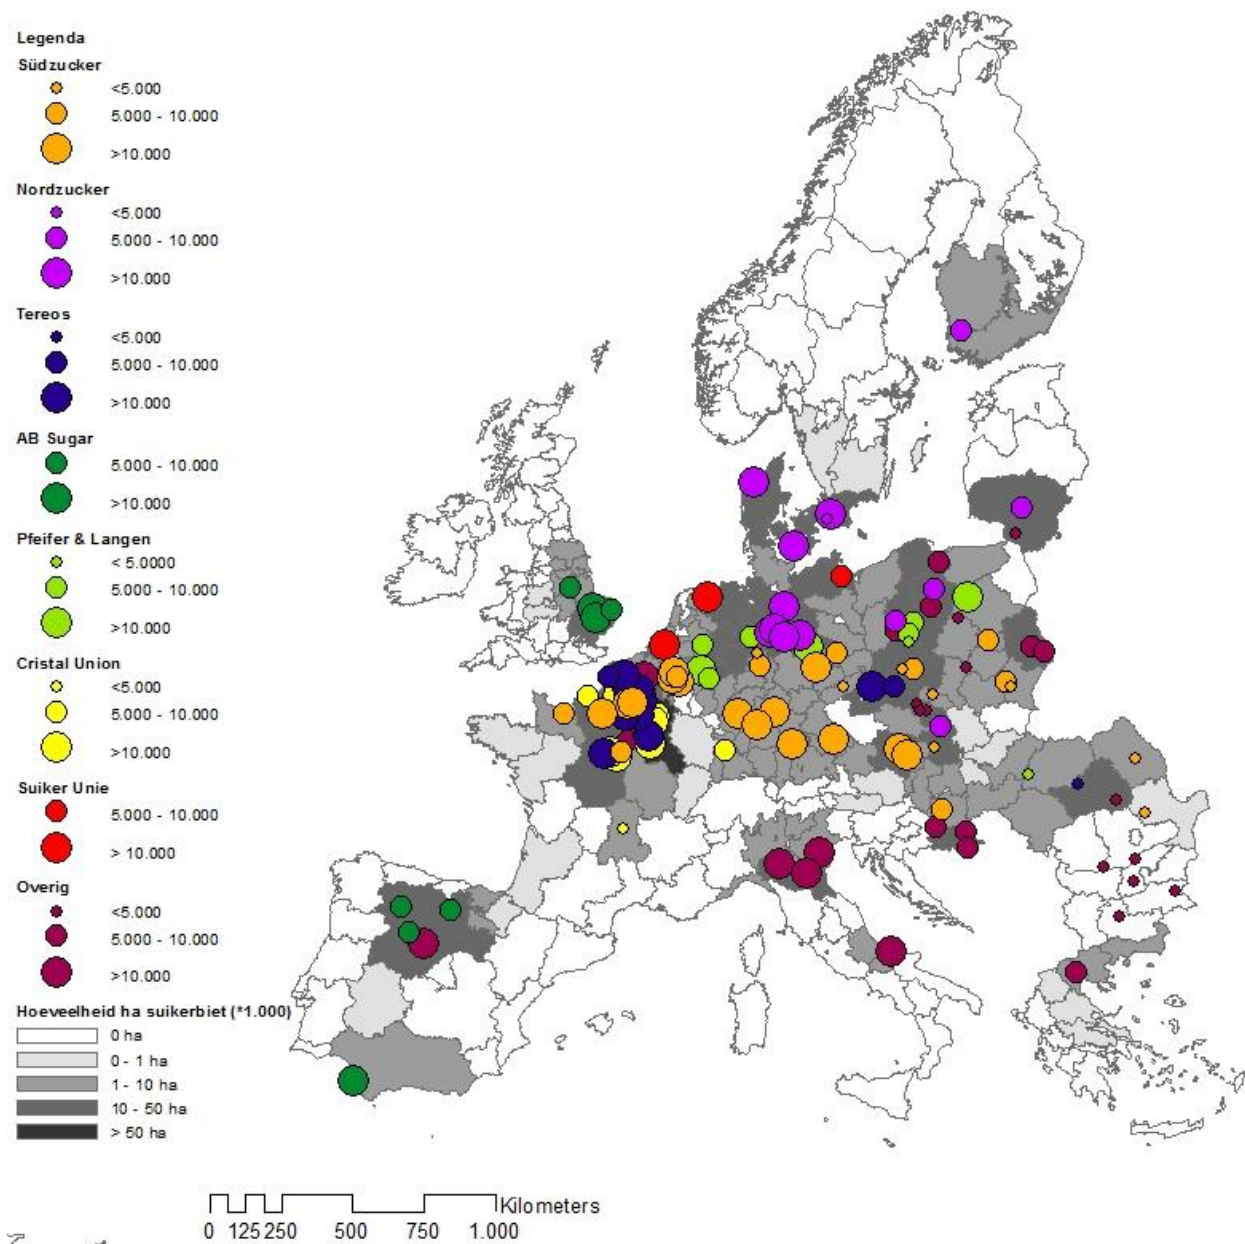 Legenda
Südzucker
<5.000
5.000 - 10.000
>10.000
Nordzucker
<5.000
5.000 - 10.000
>10.000
Tereos
<5.000
5.000 - 10.000
>10.000
AB Sugar
5.000 - 10.000
>10.000
Pfeifer & Langen
< 5.0000
5.000 - 10.000
>10.000
Cristal Union
<5.000
5.000 - 10.000
>10.000
Suiker Unie
5.000 - 10.000
> 10.000
Overig
<5.000
5.000 - 10.000
>10.000
Hoeveelheid ha suikerbiet (*1.000)
0 ha
0 - 1 ha
1 - 10 ha
10 - 50 ha
> 50 ha
Kilometers
0 125 250 500 750 1.000